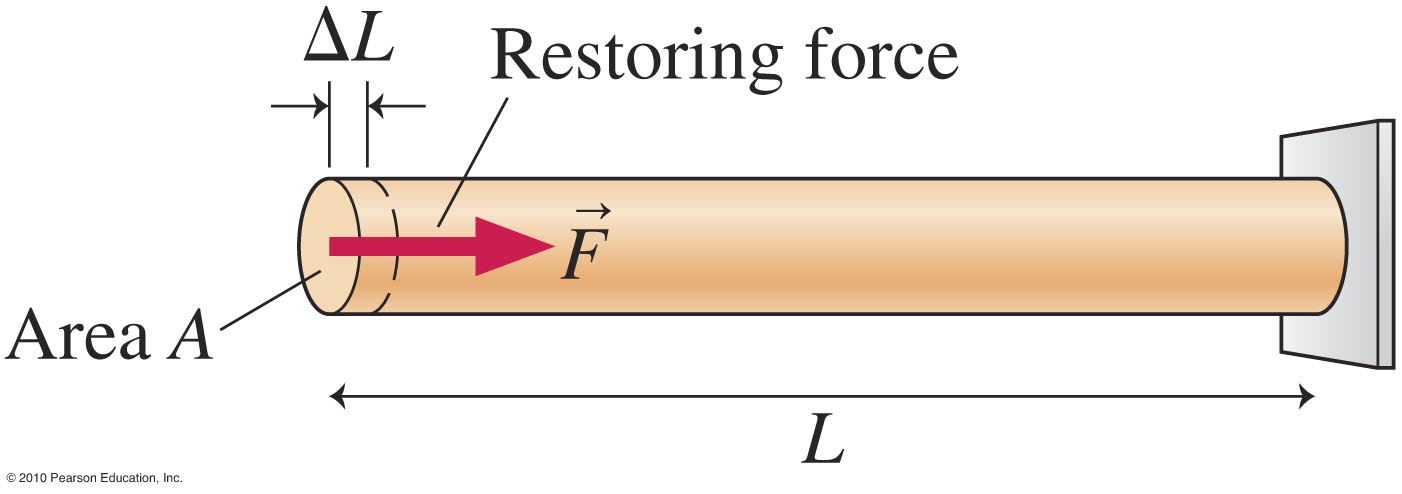 ΔL
Restoring force
F⃗
Area A
L
© 2010 Pearson Education, Inc.